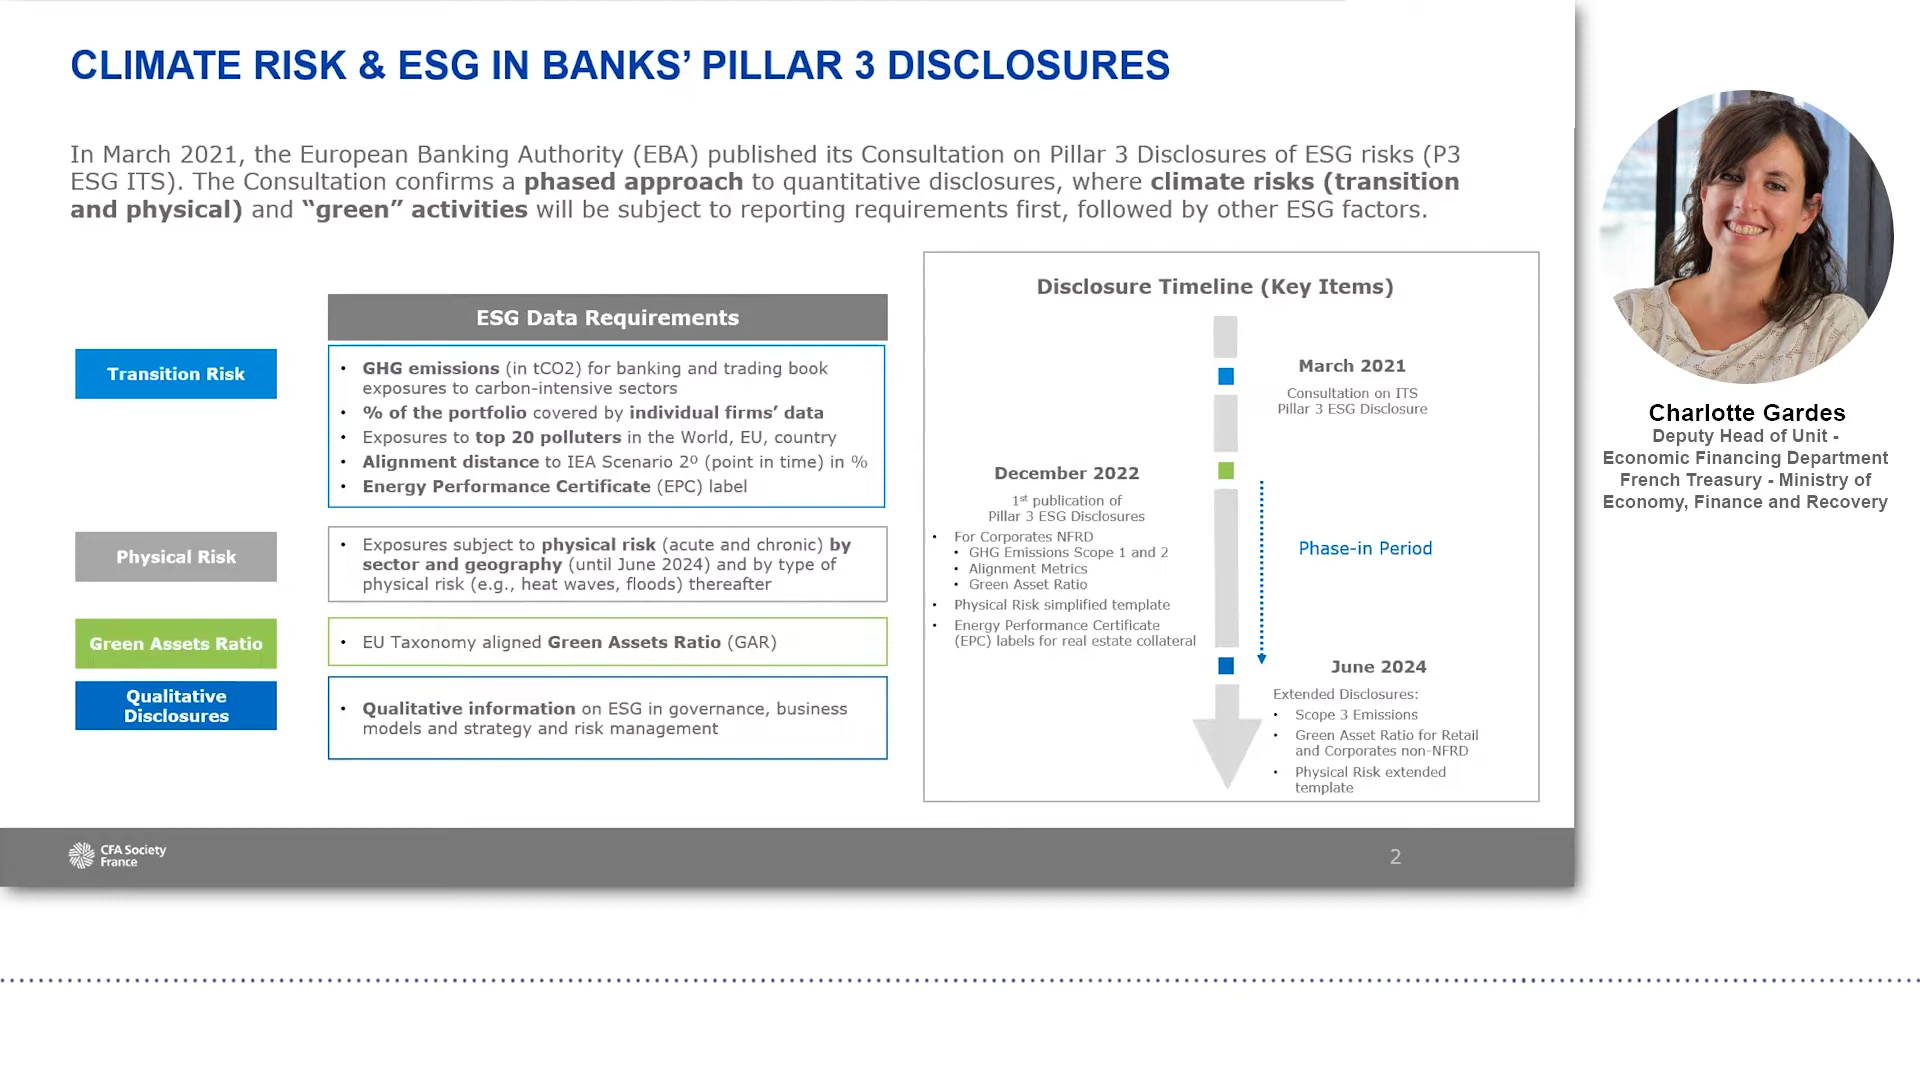 CLIMATE RISK & ESG IN BANKS’ PILLAR 3 DISCLOSURES
In March 2021, the European Banking Authority (EBA) published its Consultation on Pillar 3 Disclosures of ESG risks (P3
ESG ITS). The Consultation confirms a phased approach to quantitative disclosures, where climate risks (transition
and physical) and “green” activities will be subject to reporting requirements first, followed by other ESG factors.
ESG Data Requirements
Transition Risk
• GHG emissions (in tCO2) for banking and trading book
exposures to carbon-intensive sectors
• % of the portfolio covered by individual firms’ data
• Exposures to top 20 polluters in the World, EU, country
• Alignment distance to IEA Scenario 2º (point in time) in %
• Energy Performance Certificate (EPC) label
Physical Risk
• Exposures subject to physical risk (acute and chronic) by
sector and geography (until June 2024) and by type of
physical risk (e.g., heat waves, floods) thereafter
Green Assets Ratio
• EU Taxonomy aligned Green Assets Ratio (GAR)
Qualitative
Disclosures
• Qualitative information on ESG in governance, business
models and strategy and risk management
Disclosure Timeline (Key Items)
March 2021
Consultation on ITS
Pillar 3 ESG Disclosure
December 2022
1st publication of
Pillar 3 ESG Disclosures
• For Corporates NFRD
• GHG Emissions Scope 1 and 2
• Alignment Metrics
• Green Asset Ratio
• Physical Risk simplified template
• Energy Performance Certificate
(EPC) labels for real estate collateral
Phase-in Period
June 2024
Extended Disclosures:
• Scope 3 Emissions
• Green Asset Ratio for Retail
and Corporates non-NFRD
• Physical Risk extended
template
CFA Society
France
2
Charlotte Gardes
Deputy Head of Unit -
Economic Financing Department
French Treasury - Ministry of
Economy, Finance and Recovery